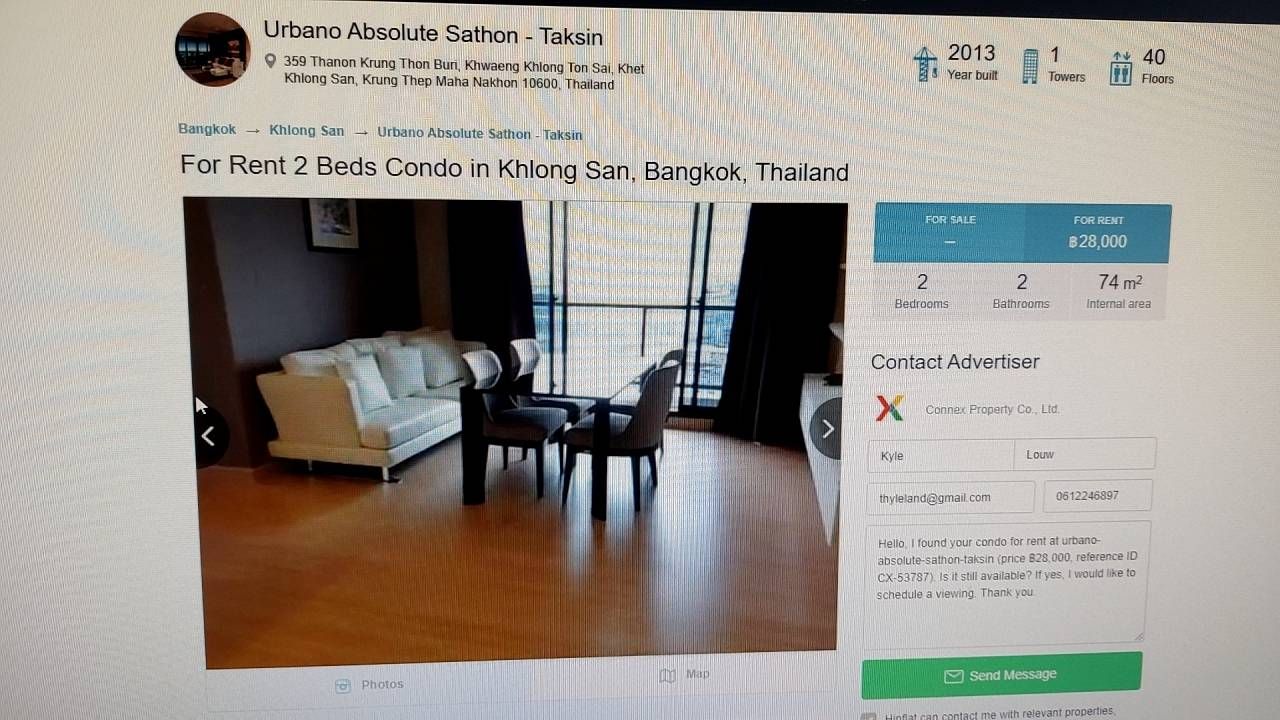 Urbano Absolute Sathon - Taksin
359 Thanon Krung Thon Buri, Khwaeng Khlong Ton Sai, Khet
Khlong San, Krung Thep Maha Nakhon 10600, Thailand
2013
Year built
1
Towers
40
Floors
Bangkok → Khlong San → Urbano Absolute Sathon - Taksin
For Rent 2 Beds Condo in Khlong San, Bangkok, Thailand
FOR SALE
–
FOR RENT
฿28,000
2
Bedrooms
2
Bathrooms
74 m²
Internal area
Contact Advertiser
Connex Property Co., Ltd.
Kyle
Louw
thyleland@gmail.com
0612246897
Hello, I found your condo for rent at urbano-
absolute-sathon-taksin (price ฿28,000, reference ID
CX-53787). Is it still available? If yes, I would like to
schedule a viewing. Thank you.
Send Message
Photos
Map
Hipflat can contact me with relevant properties,